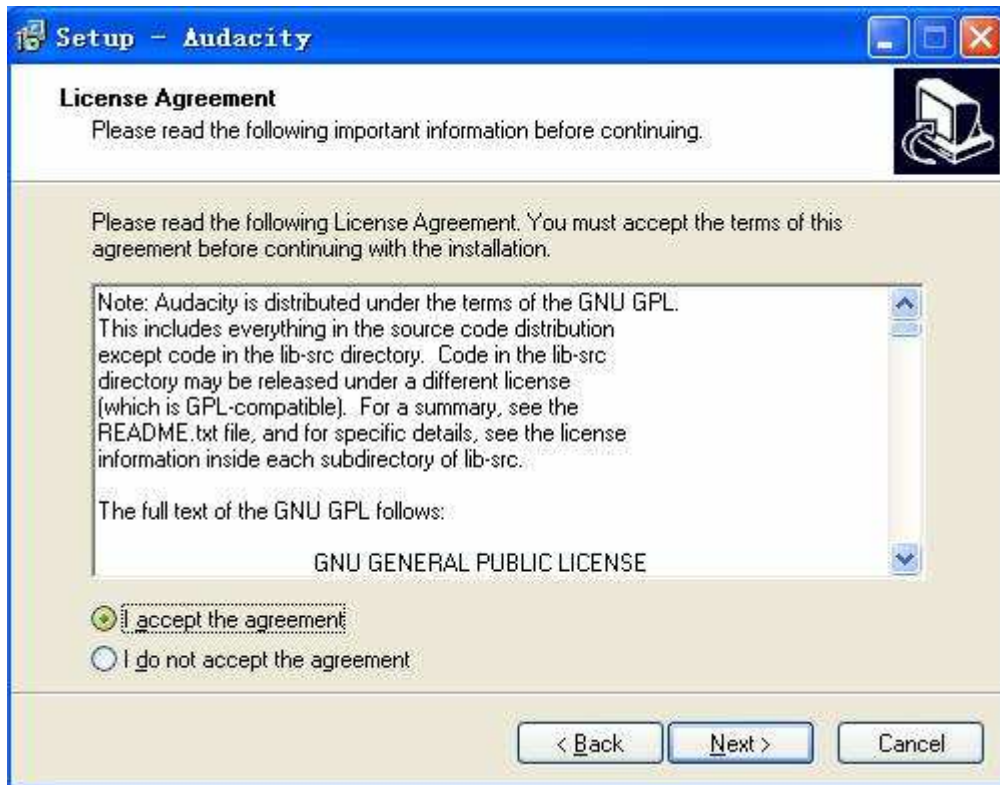 Setup - Audacity
License Agreement
Please read the following important information before continuing.
Please read the following License Agreement. You must accept the terms of this
agreement before continuing with the installation.
Note: Audacity is distributed under the terms of the GNU GPL.
This includes everything in the source code distribution
except code in the lib-src directory. Code in the lib-src
directory may be released under a different license
(which is GPL-compatible). For a summary, see the
README.txt file, and for specific details, see the license
information inside each subdirectory of lib-src.
The full text of the GNU GPL follows:
GNU GENERAL PUBLIC LICENSE
I accept the agreement
I do not accept the agreement
< Back
Next >
Cancel